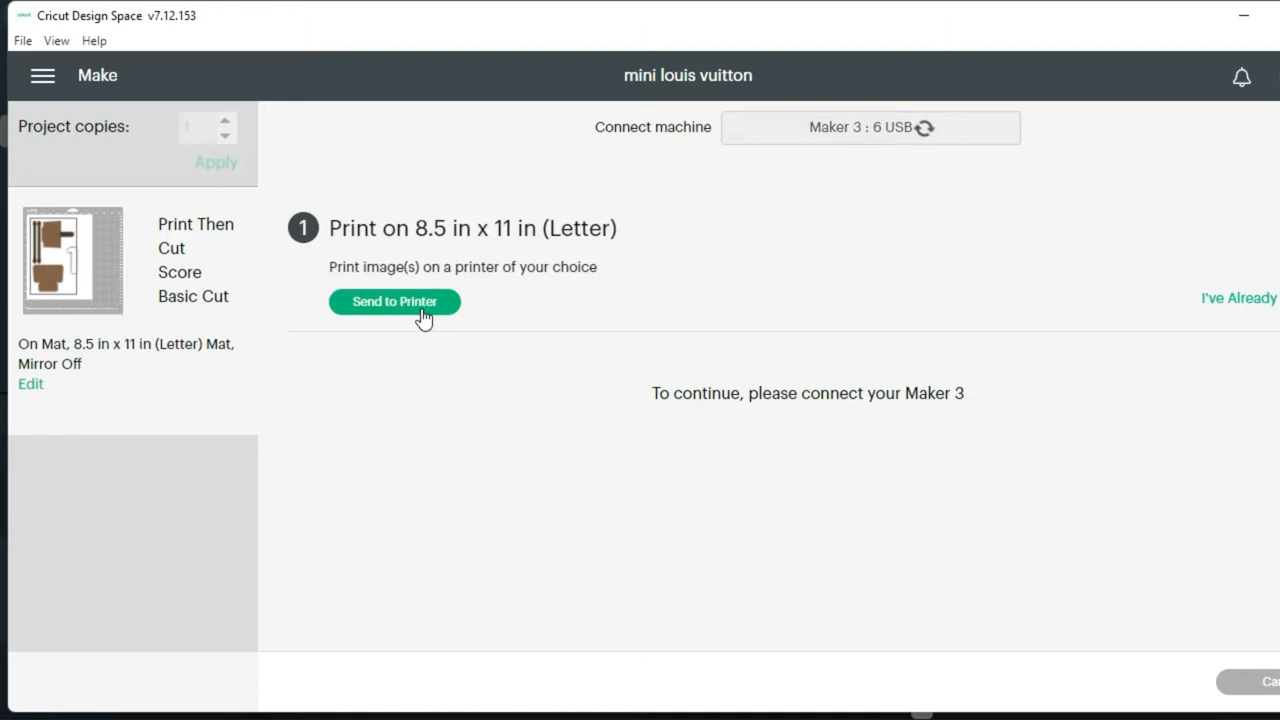 Cricut Design Space v7.12.153
File View Help
Make
mini louis vuitton
Project copies:
1
Apply
Connect machine
Maker 3 : 6 USB
Print Then
Cut
Score
Basic Cut
On Mat, 8.5 in x 11 in (Letter) Mat,
Mirror Off
Edit
1 Print on 8.5 in x 11 in (Letter)
Print image(s) on a printer of your choice
Send to Printer
I've Already
To continue, please connect your Maker 3